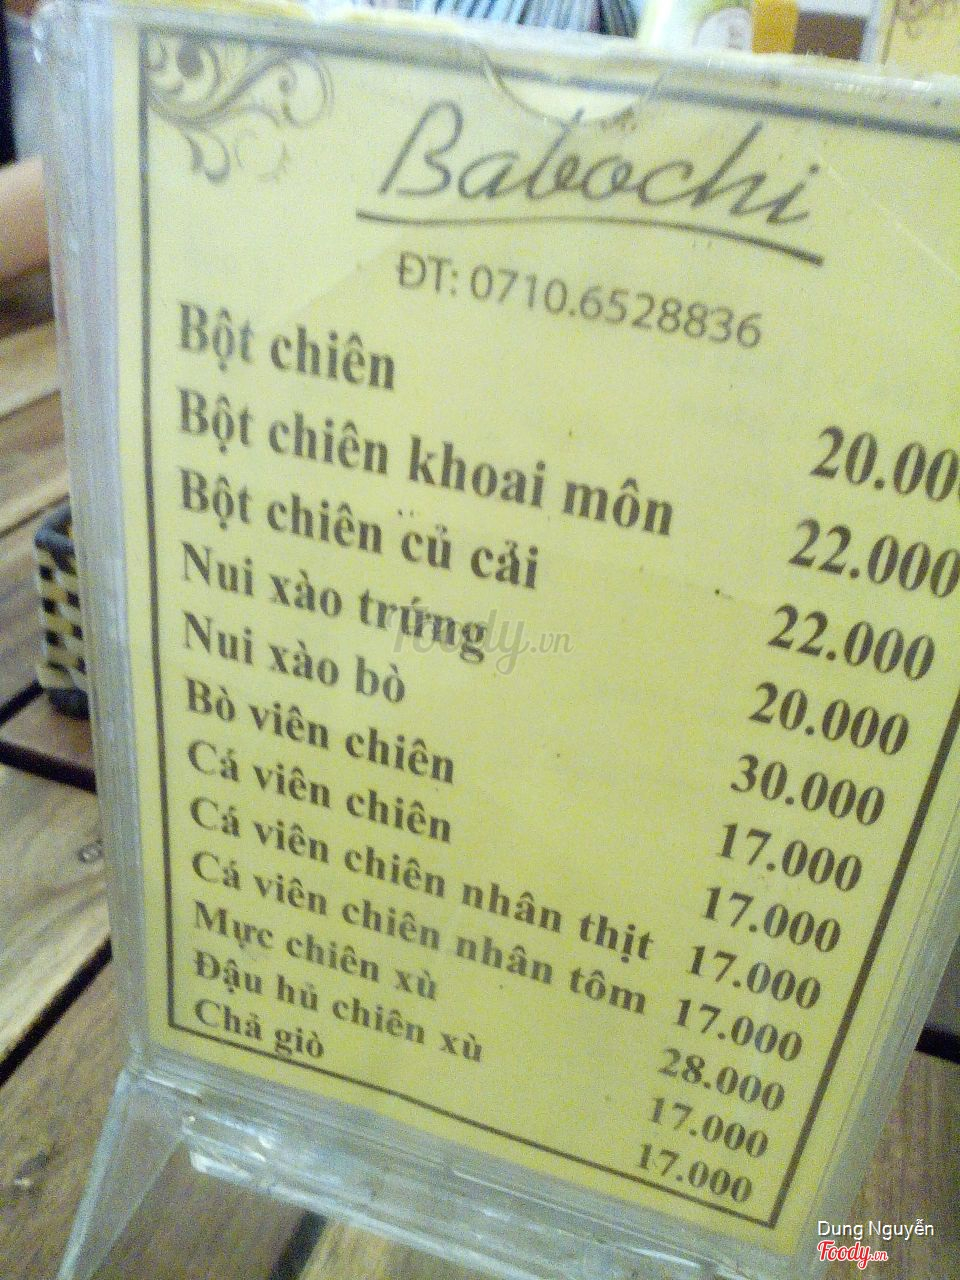 Babochi
ĐT: 0710.6528836
Bột chiên 20.00
Bột chiên khoai môn 22.000
Bột chiên củ cải 22.000
Nui xào trứng 20.000
Nui xào bò 30.000
Bò viên chiên 17.000
Cá viên chiên 17.000
Cá viên chiên nhân thịt 17.000
Cá viên chiên nhân tôm 17.000
Mực chiên xù 28.000
Đậu hủ chiên xù 17.000
Chả giò 17.000
Foody.vn
Dung Nguyễn
Foody.vn